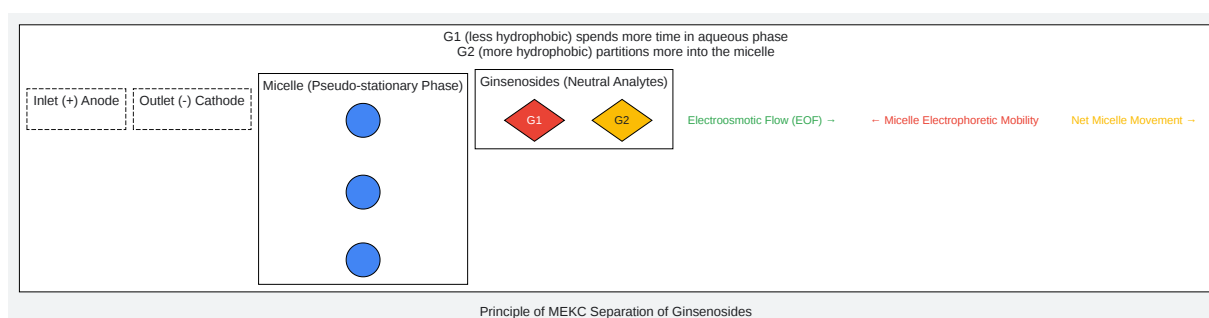 G1 (less hydrophobic) spends more time in aqueous phase
G2 (more hydrophobic) partitions more into the micelle
Inlet (+) Anode
Outlet (-) Cathode
Micelle (Pseudo-stationary Phase)
Ginsenosides (Neutral Analytes)
G1
G2
Electroosmotic Flow (EOF) →
← Micelle Electrophoretic Mobility
Net Micelle Movement →
Principle of MEKC Separation of Ginsenosides